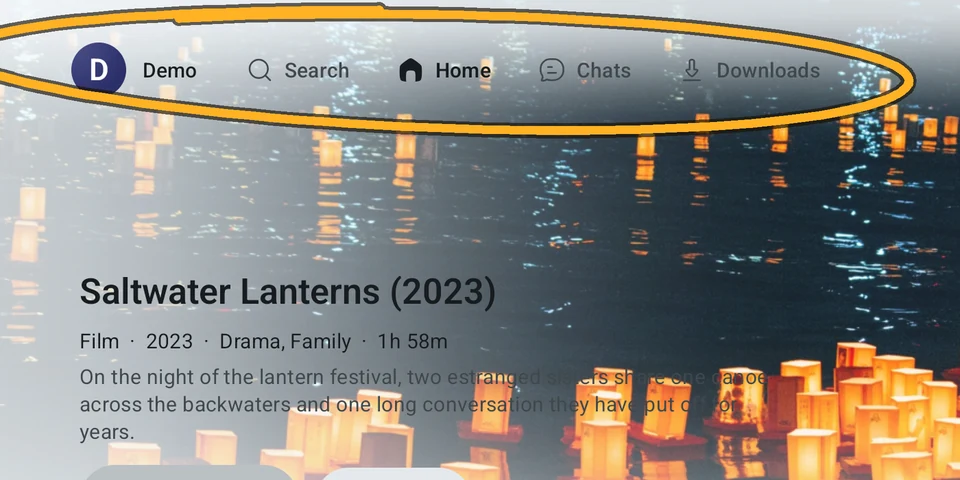 D Demo Search Home Chats Downloads
Saltwater Lanterns (2023)
Film · 2023 · Drama, Family · 1h 58m
On the night of the lantern festival, two estranged sisters share one canoe
across the backwaters and one long conversation they have put off for
years.